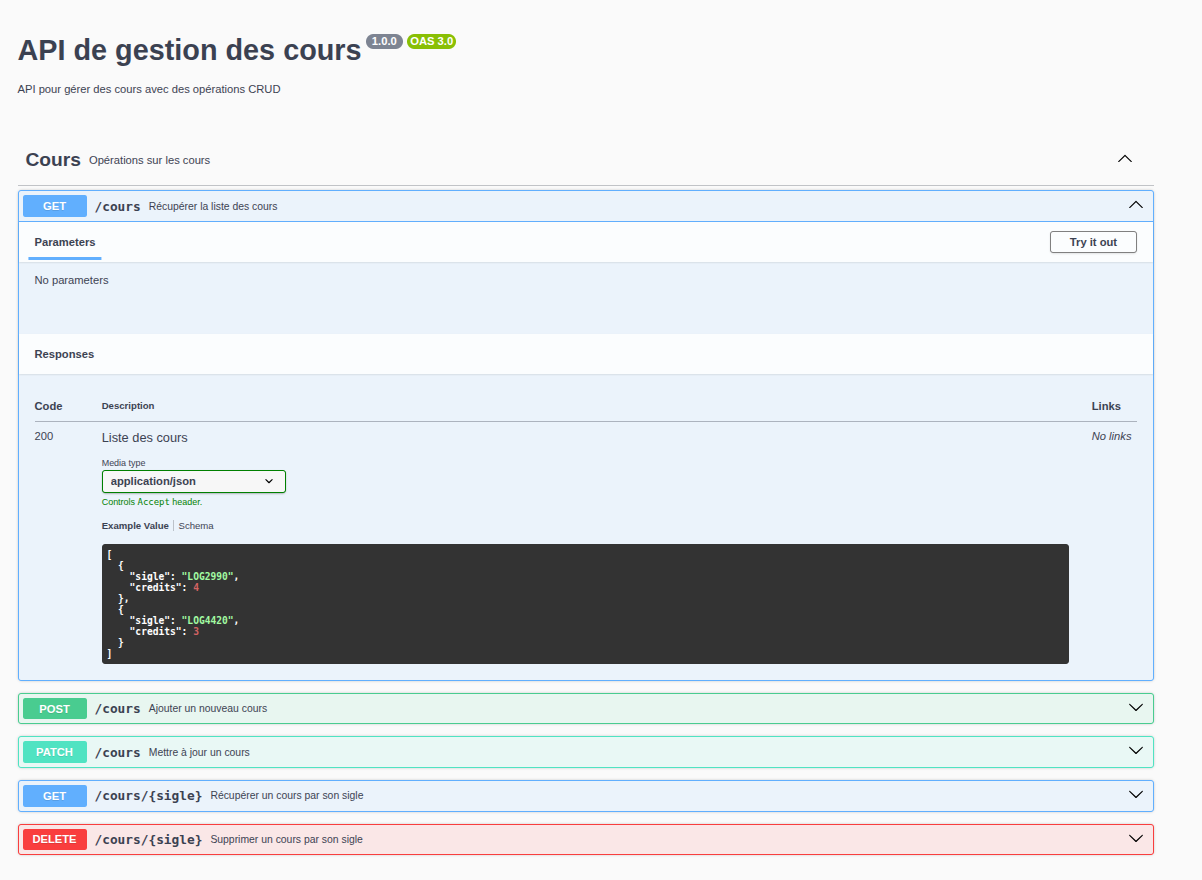 API de gestion des cours 1.0.0 OAS 3.0
API pour gérer des cours avec des opérations CRUD
Cours Opérations sur les cours
GET /cours Récupérer la liste des cours
Parameters Try it out
No parameters
Responses
Code Description Links
200 Liste des cours No links
Media type
application/json
Controls Accept header.
Example Value Schema
[
  {
    "sigle": "LOG2990",
    "credits": 4
  },
  {
    "sigle": "LOG4420",
    "credits": 3
  }
]
POST /cours Ajouter un nouveau cours
PATCH /cours Mettre à jour un cours
GET /cours/{sigle} Récupérer un cours par son sigle
DELETE /cours/{sigle} Supprimer un cours par son sigle